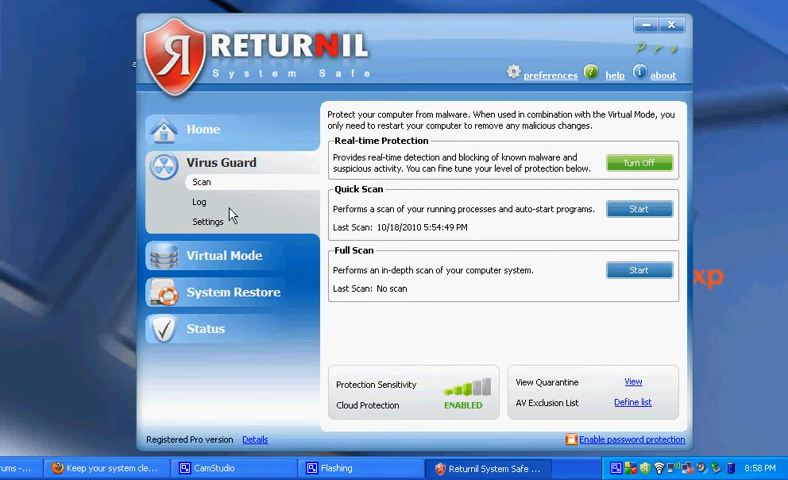 RETURNIL
System Safe
Pro
preferences
help
about
Home
Virus Guard
Scan
Log
Settings
Virtual Mode
System Restore
Status
Protect your computer from malware. When used in combination with the Virtual Mode, you
only need to restart your computer to remove any malicious changes.
Real-time Protection
Provides real-time detection and blocking of known malware and
suspicious activity. You can fine tune your level of protection below.
Turn Off
Quick Scan
Performs a scan of your running processes and auto-start programs.
Start
Last Scan: 10/18/2010 5:54:49 PM
Full Scan
Performs an in-depth scan of your computer system.
Start
Last Scan: No scan
xp
Protection Sensitivity
Cloud Protection ENABLED
View Quarantine View
AV Exclusion List Define list
Registered Pro version Details
Enable password protection
rums -...
Keep your system cle...
CamStudio
Flashing
Returnil System Safe ...
8:58 PM